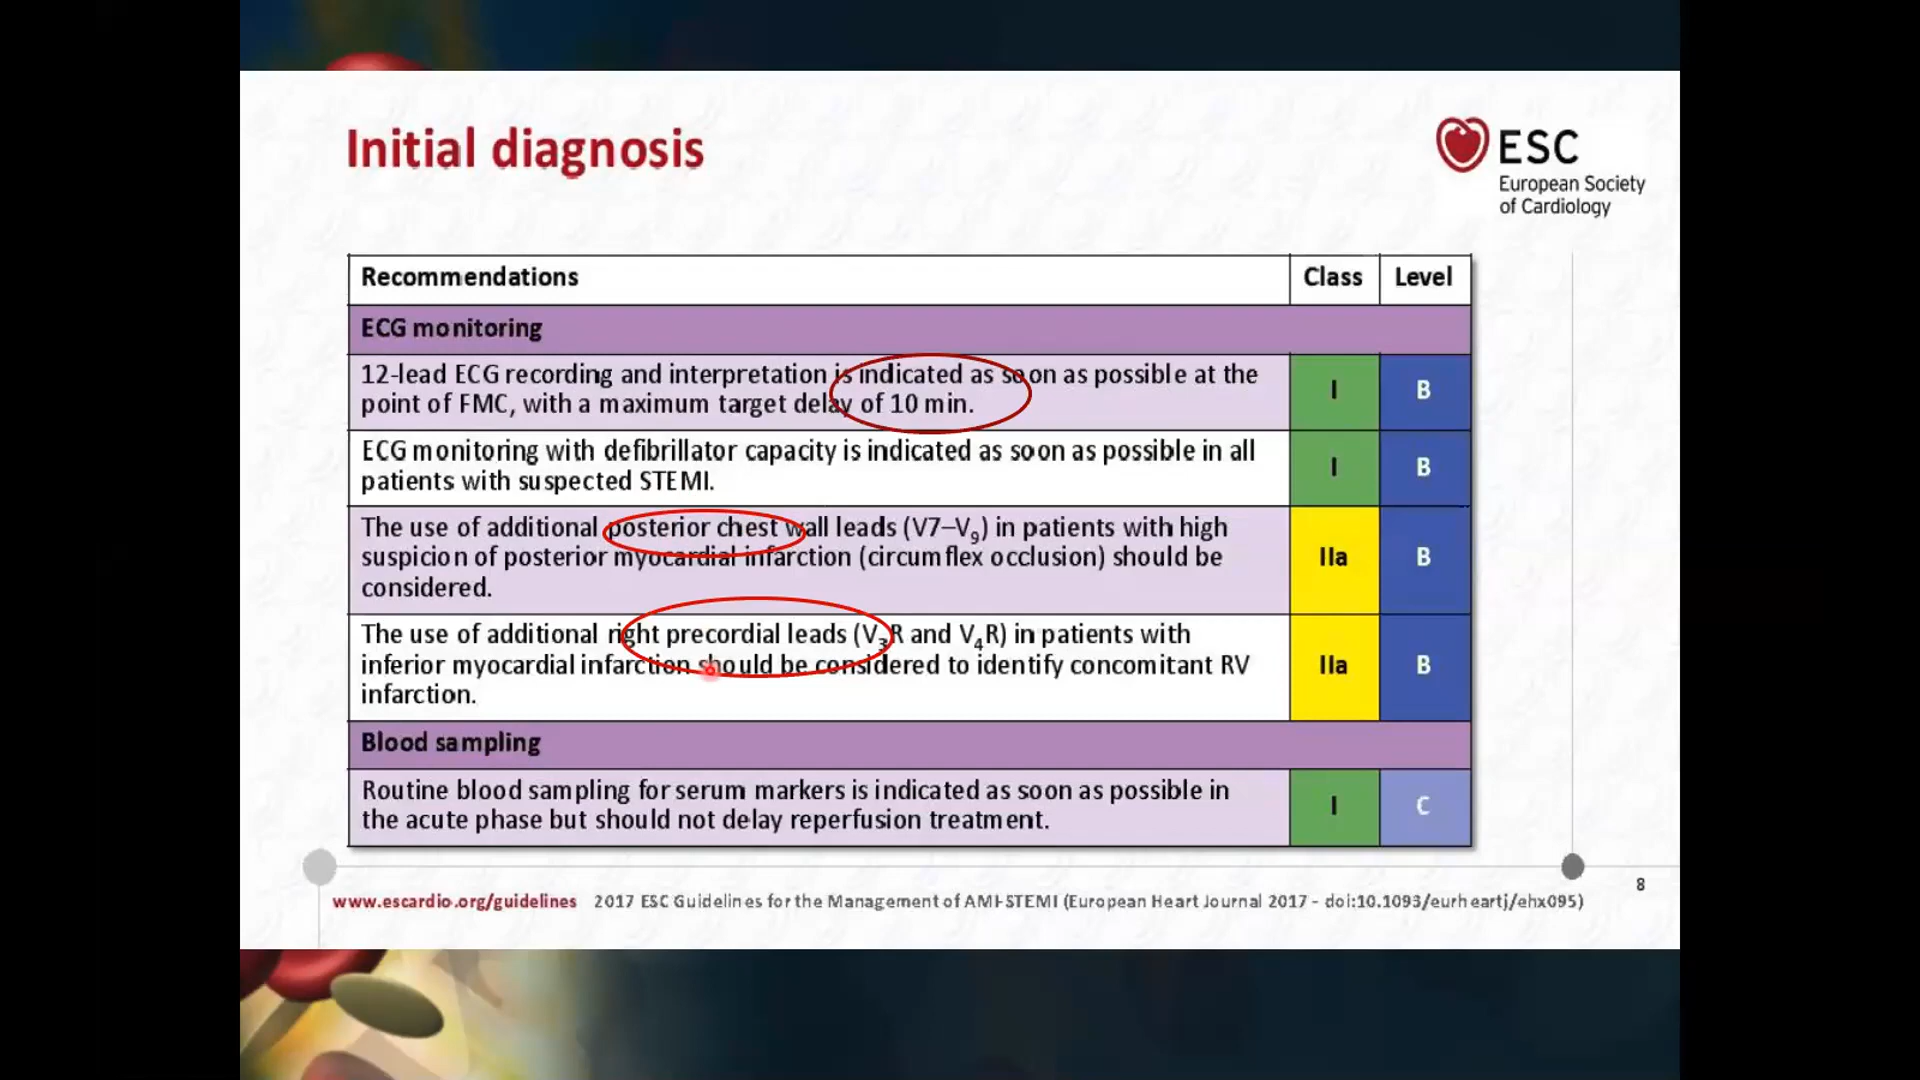 Initial diagnosis
ESC
European Society
of Cardiology
Recommendations Class Level
ECG monitoring
12-lead ECG recording and interpretation is indicated as soon as possible at the
point of FMC, with a maximum target delay of 10 min.
I B
ECG monitoring with defibrillator capacity is indicated as soon as possible in all
patients with suspected STEMI.
I B
The use of additional posterior chest wall leads (V7–V9) in patients with high
suspicion of posterior myocardial infarction (circumflex occlusion) should be
considered.
IIa B
The use of additional right precordial leads (V3R and V4R) in patients with
inferior myocardial infarction should be considered to identify concomitant RV
infarction.
IIa B
Blood sampling
Routine blood sampling for serum markers is indicated as soon as possible in
the acute phase but should not delay reperfusion treatment.
I C
8
www.escardio.org/guidelines 2017 ESC Guidelines for the Management of AMI-STEMI (European Heart Journal 2017 - doi:10.1093/eurheartj/ehx095)